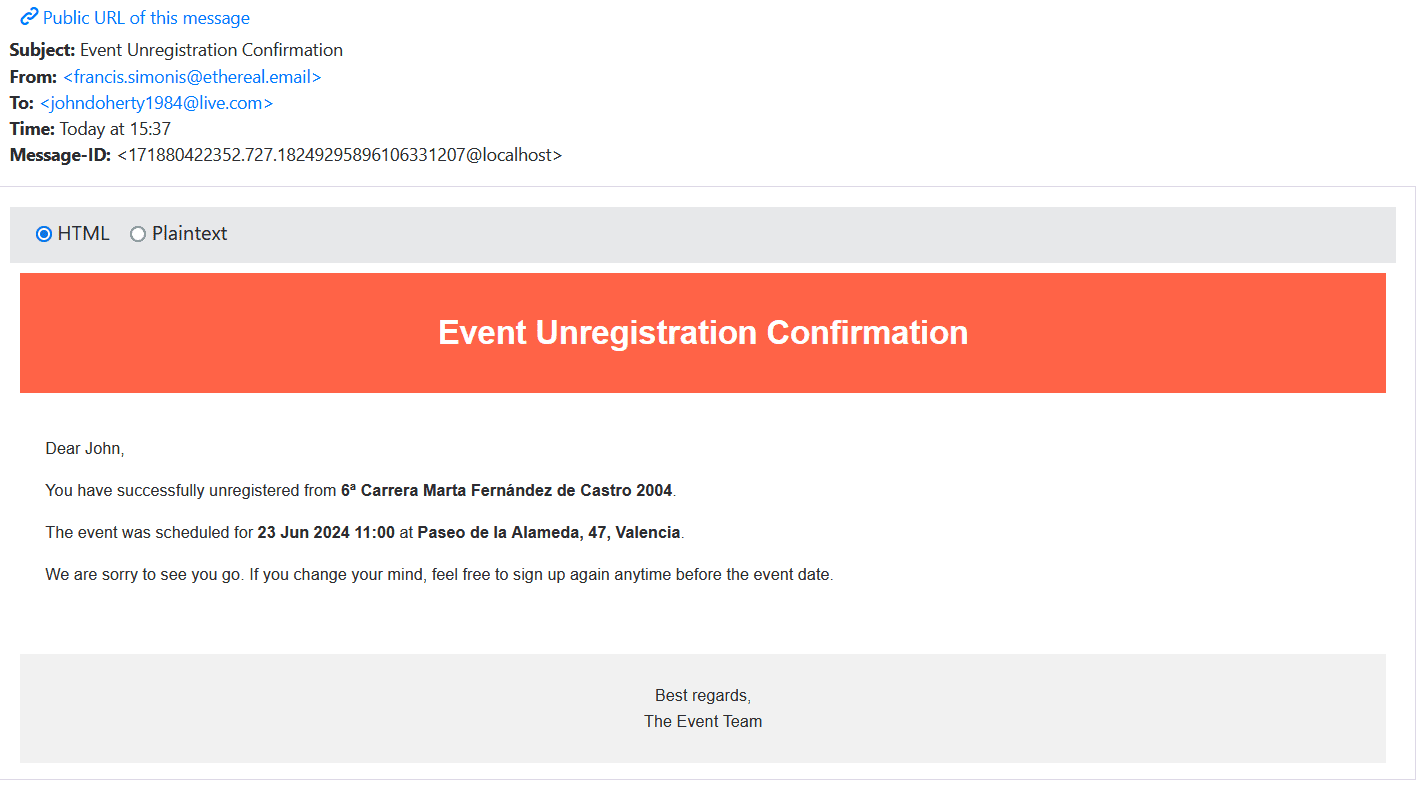 Public URL of this message
Subject: Event Unregistration Confirmation
From: <francis.simonis@ethereal.email>
To: <johndoherty1984@live.com>
Time: Today at 15:37
Message-ID: <171880422352.727.18249295896106331207@localhost>
HTML Plaintext
Event Unregistration Confirmation
Dear John,
You have successfully unregistered from 6ª Carrera Marta Fernández de Castro 2004.
The event was scheduled for 23 Jun 2024 11:00 at Paseo de la Alameda, 47, Valencia.
We are sorry to see you go. If you change your mind, feel free to sign up again anytime before the event date.
Best regards,
The Event Team